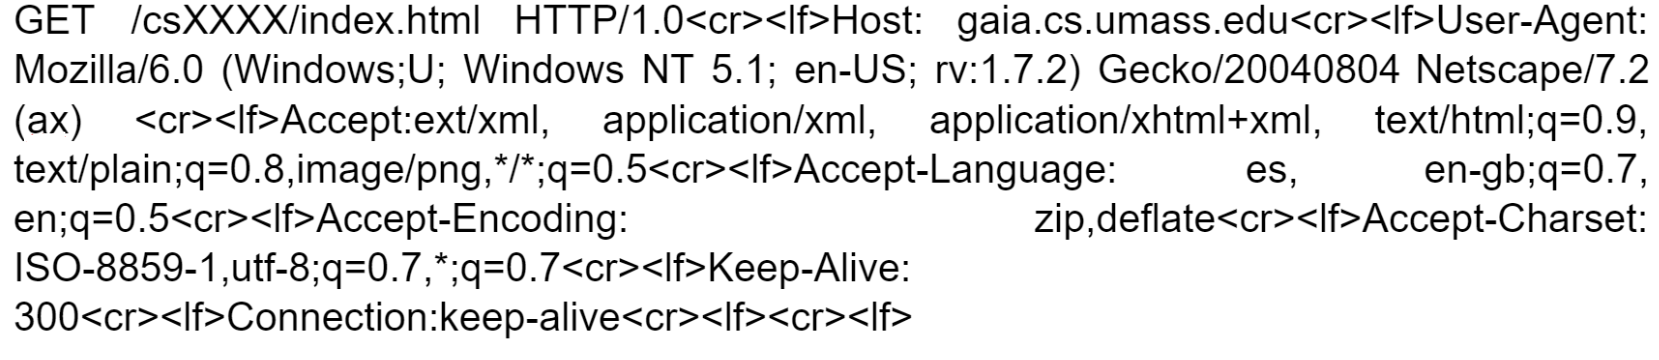 GET /csXXXX/index.html HTTP/1.0<cr><lf>Host: gaia.cs.umass.edu<cr><lf>User-Agent:
Mozilla/6.0 (Windows;U; Windows NT 5.1; en-US; rv:1.7.2) Gecko/20040804 Netscape/7.2
(ax) <cr><lf>Accept:ext/xml, application/xml, application/xhtml+xml, text/html;q=0.9,
text/plain;q=0.8,image/png,*/*;q=0.5<cr><lf>Accept-Language: es, en-gb;q=0.7,
en;q=0.5<cr><lf>Accept-Encoding: zip,deflate<cr><lf>Accept-Charset:
ISO-8859-1,utf-8;q=0.7,*;q=0.7<cr><lf>Keep-Alive:
300<cr><lf>Connection:keep-alive<cr><lf><cr><lf>